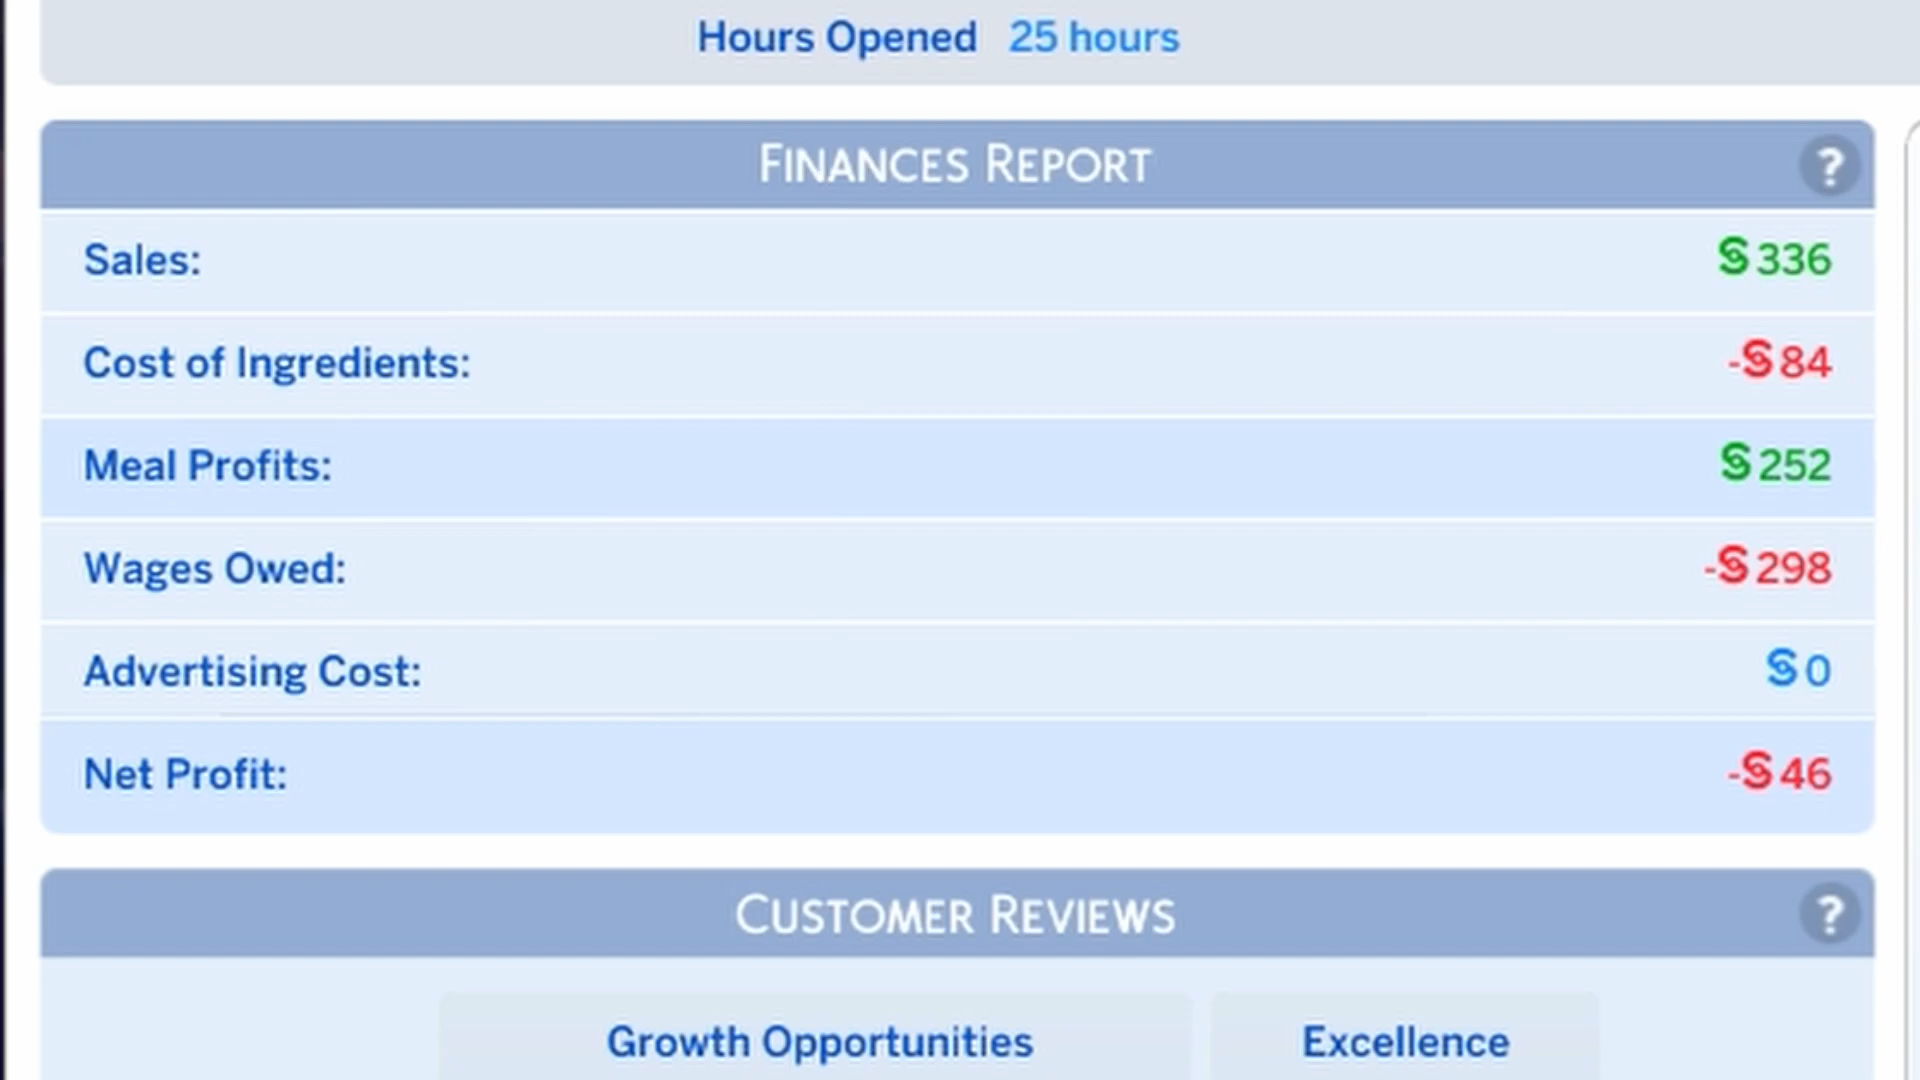 Hours Opened 25 hours
FINANCES REPORT ?
Sales: §336
Cost of Ingredients: -§84
Meal Profits: §252
Wages Owed: -§298
Advertising Cost: §0
Net Profit: -§46
CUSTOMER REVIEWS ?
Growth Opportunities Excellence